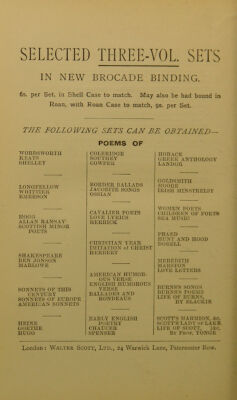 SELECTED THREE-VOL. SETS
IN NEW BROCADE BINDING.
6s. per Set, in Shell Case to match. May also be had bound in
Roan, with Roan Case to match, 9s. per Set.
THE FOLLOWING SETS CAN BE OBTAINED—
POEMS OF
WORDSWORTH
KEATS
SHELLEY
LONGFELLOW
WHITTIER
EMERSON
HOGG
ALLAN RAMSAY
SCOTTISH MINOR
POETS
SHAKESPEARE
BEN JONSON
MARLOWE
SONNETS OF THIS
CENTURY
SONNETS OF EUROPE
AMERICAN SONNETS
HEINE
GOETHE
HUGO
COLERIDGE
SOUTHEY
COWPER
BORDER BALLADS
JACOBITE SONGS
OSSIAN
CAVALIER POETS
LOVE LYRICS
HERRICK
CHRISTIAN YEAR
IMITATION OF CHRIST
HERBERT
AMERICAN HUMOR-
OUS VERSE
ENGLISH HUMOROUS
VERSE
BALLADES AND
RONDEAUS
EARLY ENGLISH
POETRY
CHAUCER
SPENSER
HORACE
GREEK ANTHOLOGY
LANDOR
GOLDSMITH
MOORE
IRISH MINSTRELSY
WOMEN POETS
CHILDREN OF POETS
SEA MUSIC
PRAED
HUNT AND HOOD
DOBELL
MEREDITH
MARSTON
LOVE LETTERS
BURNS'S SONGS
BURNS'S POEMS
LIFE OF BURNS,
BY BLACKIE
SCOTT'S MARMION, &c.
SCOTT'S LADY OF LAKE,
LIFE OF SCOTT, &c.
BY PROF. YONGE
London: WALTER SCOTT, LTD., 24 Warwick Lane, Paternoster Row.